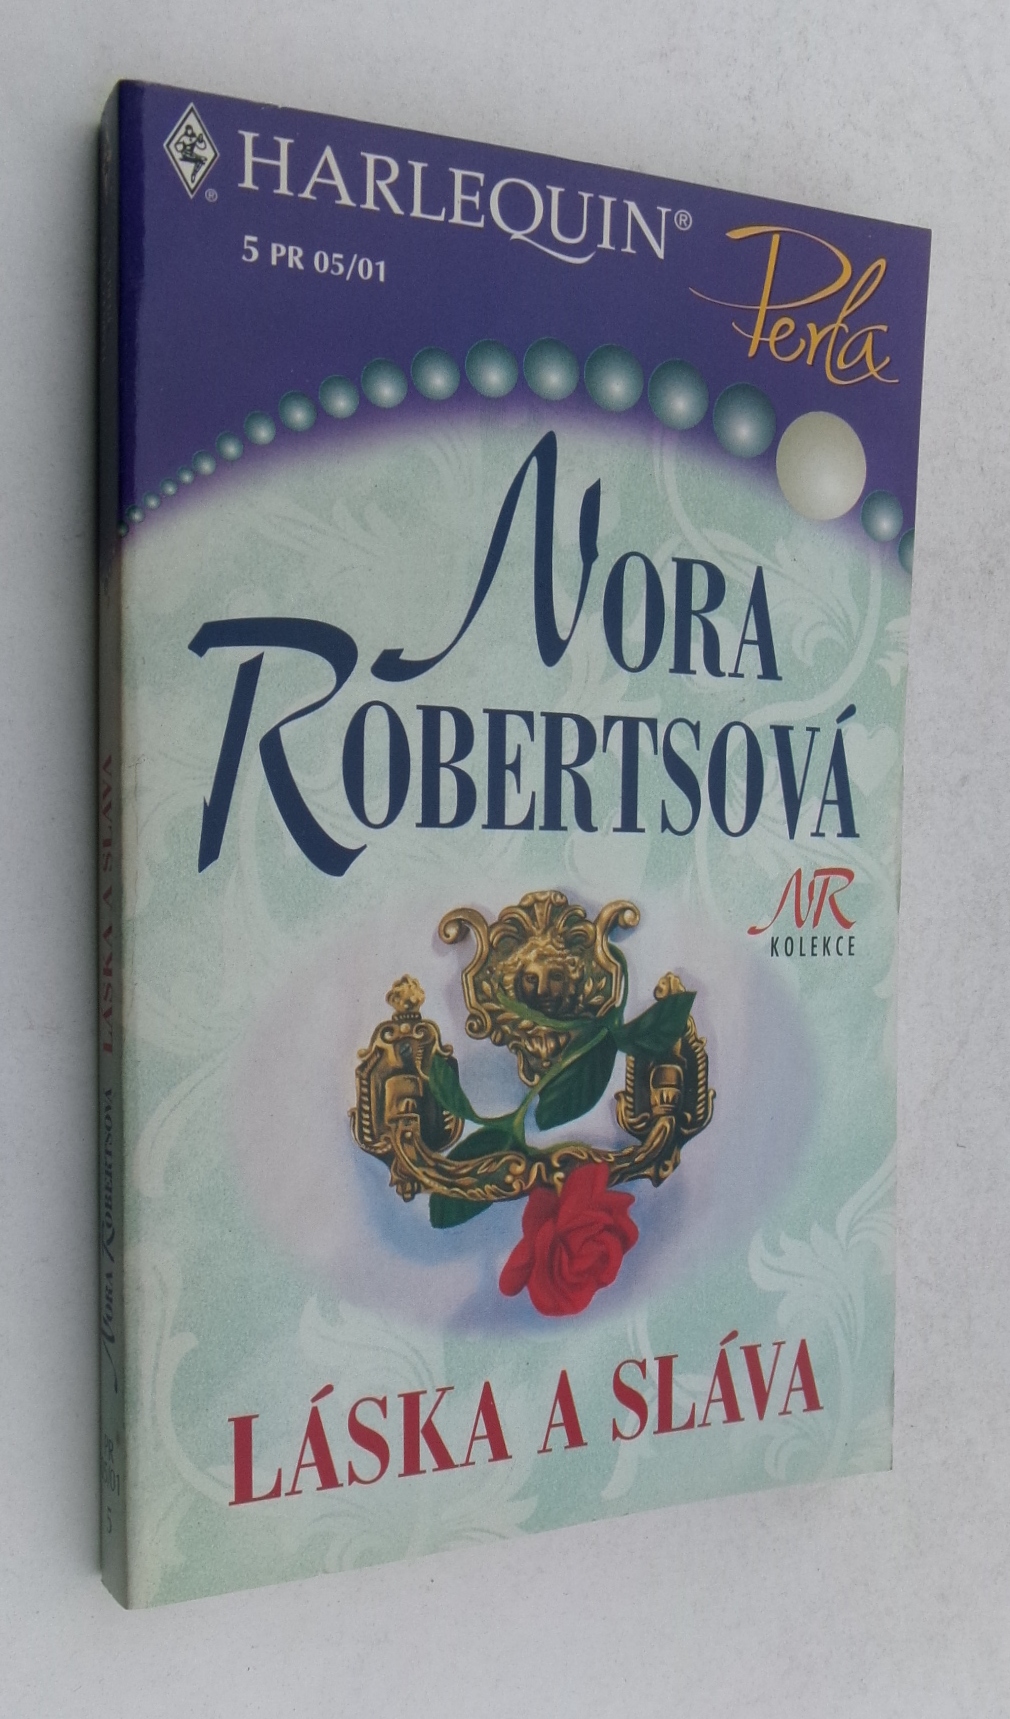 HARLEQUIN®
5 PR 05/01
Perla
NORA
ROBERTSOVÁ
NR
KOLEKCE
LÁSKA A SLÁVA
NORA ROBERTSOVÁ LÁSKA A SLÁVA